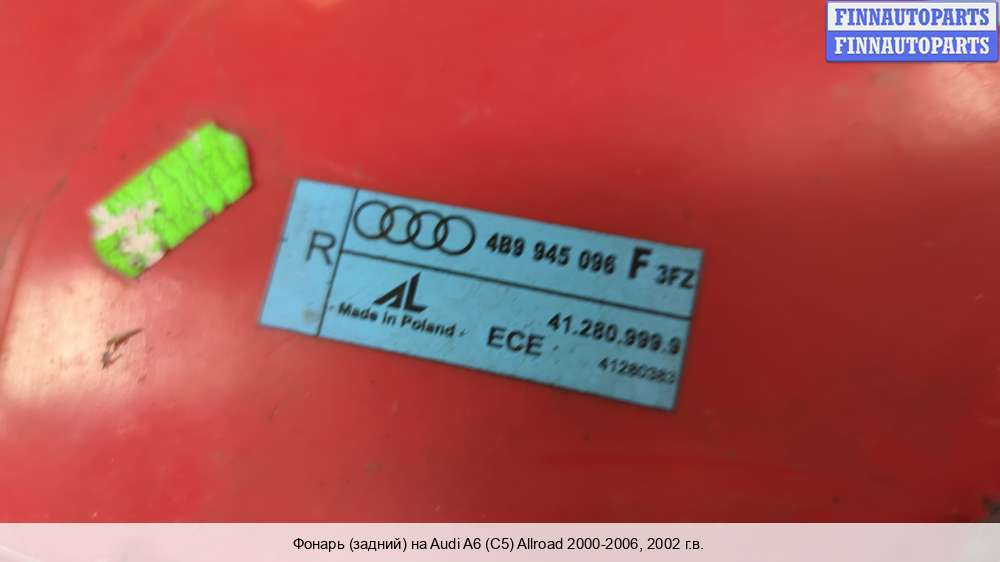 FINNAUTOPARTS
FINNAUTOPARTS
R
4B9 945 096 F 3FZ
AL
· Made in Poland ·
ECE
41.280.999.9
41280383
Фонарь (задний) на Audi A6 (C5) Allroad 2000-2006, 2002 г.в.